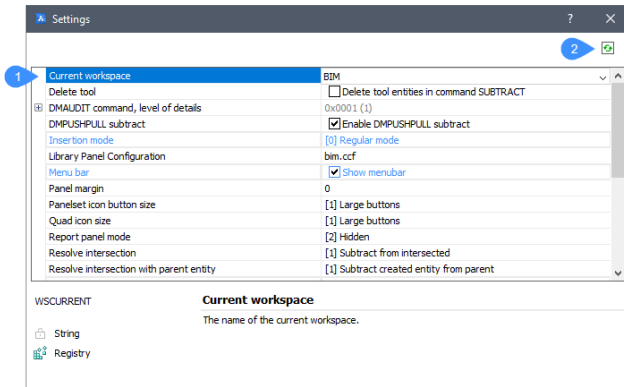 Settings
?
2
1
Current workspace BIM
Delete tool Delete tool entities in command SUBTRACT
DMAUDIT command, level of details 0x0001 (1)
DMPUSHPULL subtract Enable DMPUSHPULL subtract
Insertion mode [0] Regular mode
Library Panel Configuration bim.ccf
Menu bar Show menubar
Panel margin 0
Panelset icon button size [1] Large buttons
Quad icon size [1] Large buttons
Report panel mode [2] Hidden
Resolve intersection [1] Subtract from intersected
Resolve intersection with parent entity [1] Subtract created entity from parent
WSCURRENT Current workspace
The name of the current workspace.
String
Registry